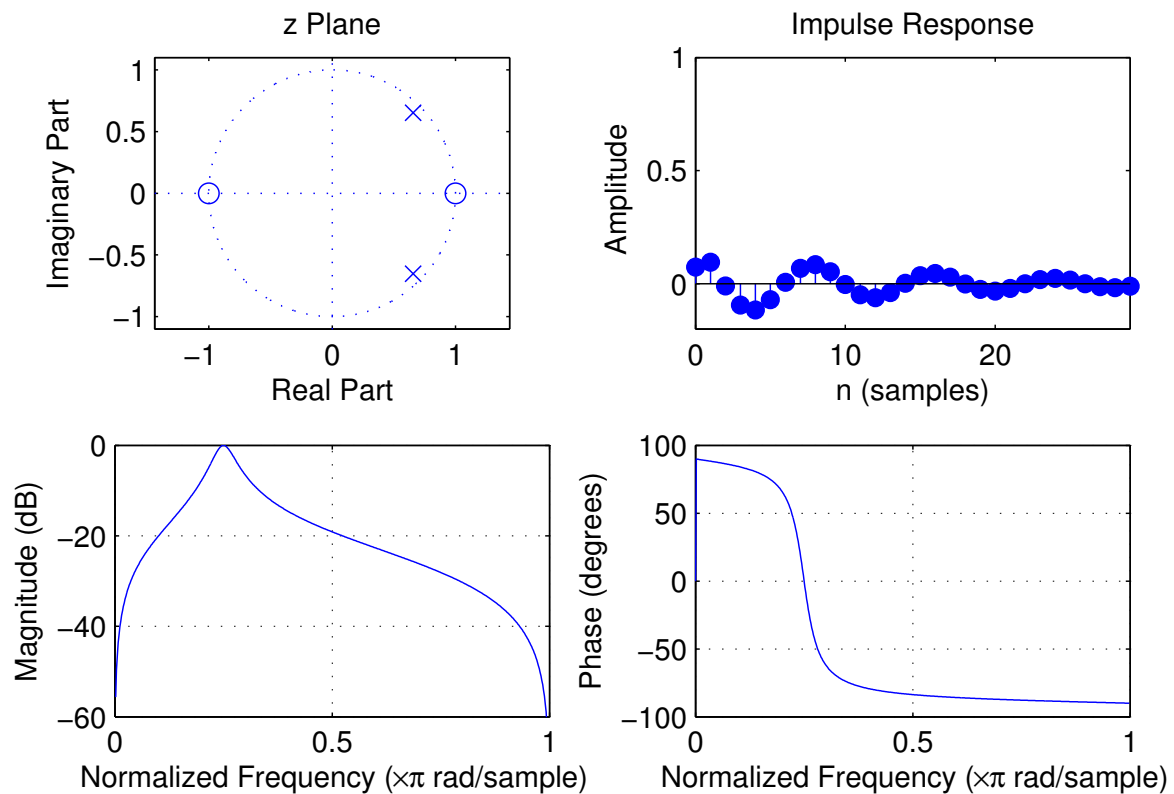 z Plane
Imaginary Part
1
0.5
0
−0.5
−1
−1 0 1
Real Part
Impulse Response
Amplitude
1
0.5
0
0 10 20
n (samples)
Magnitude (dB)
0
−20
−40
−60
0 0.5 1
Normalized Frequency (×π rad/sample)
Phase (degrees)
100
50
0
−50
−100
0 0.5 1
Normalized Frequency (×π rad/sample)